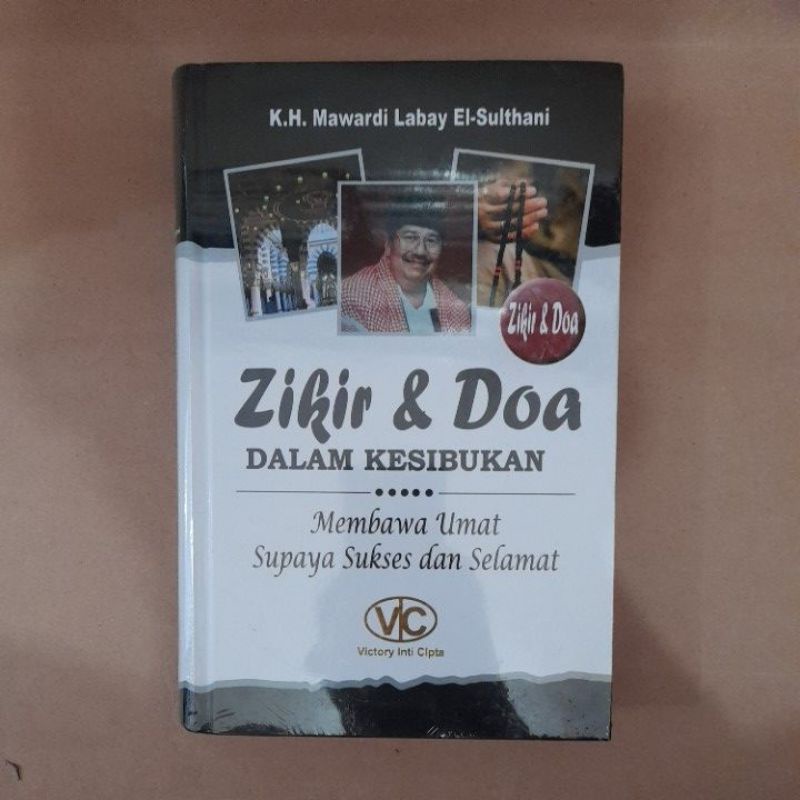 K.H. Mawardi Labay El-Sulthani
Zikir & Doa
Zikir & Doa
DALAM KESIBUKAN
Membawa Umat
Supaya Sukses dan Selamat
VIC
Victory Inti Cipta